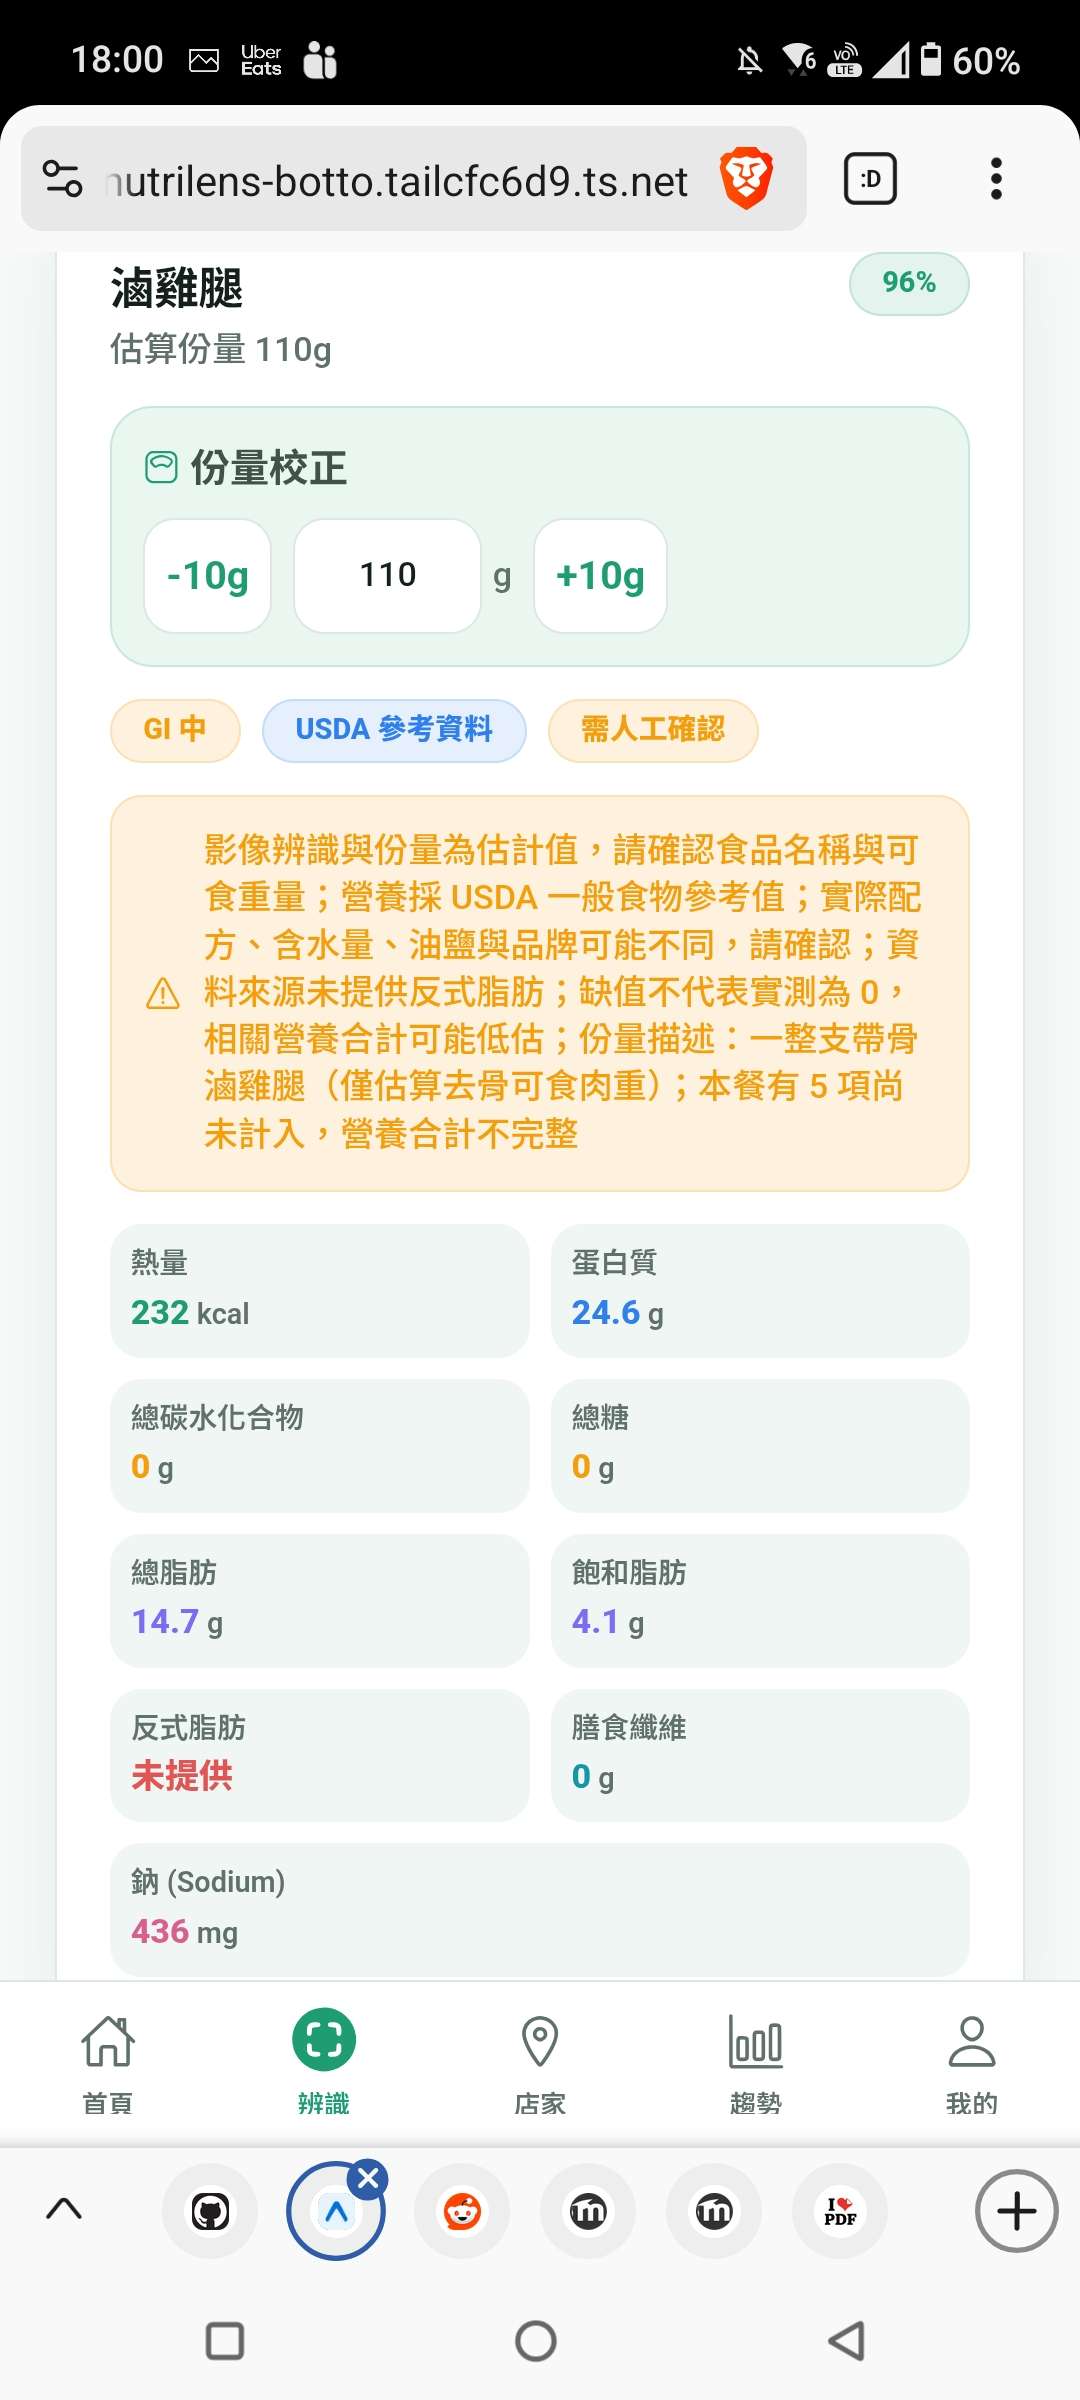 18:00
Uber Eats
6
VO LTE
60%
nutrilens-botto.tailcfc6d9.ts.net
:D
滷雞腿
96%
估算份量 110g
份量校正
-10g
110
g
+10g
GI 中
USDA 參考資料
需人工確認
影像辨識與份量為估計值，請確認食品名稱與可
食重量；營養採 USDA 一般食物參考值；實際配
方、含水量、油鹽與品牌可能不同，請確認；資
料來源未提供反式脂肪；缺值不代表實測為 0，
相關營養合計可能低估；份量描述：一整支帶骨
滷雞腿（僅估算去骨可食肉重）；本餐有 5 項尚
未計入，營養合計不完整
熱量
232 kcal
蛋白質
24.6 g
總碳水化合物
0 g
總糖
0 g
總脂肪
14.7 g
飽和脂肪
4.1 g
反式脂肪
未提供
膳食纖維
0 g
鈉 (Sodium)
436 mg
首頁
辨識
店家
趨勢
我的
I PDF